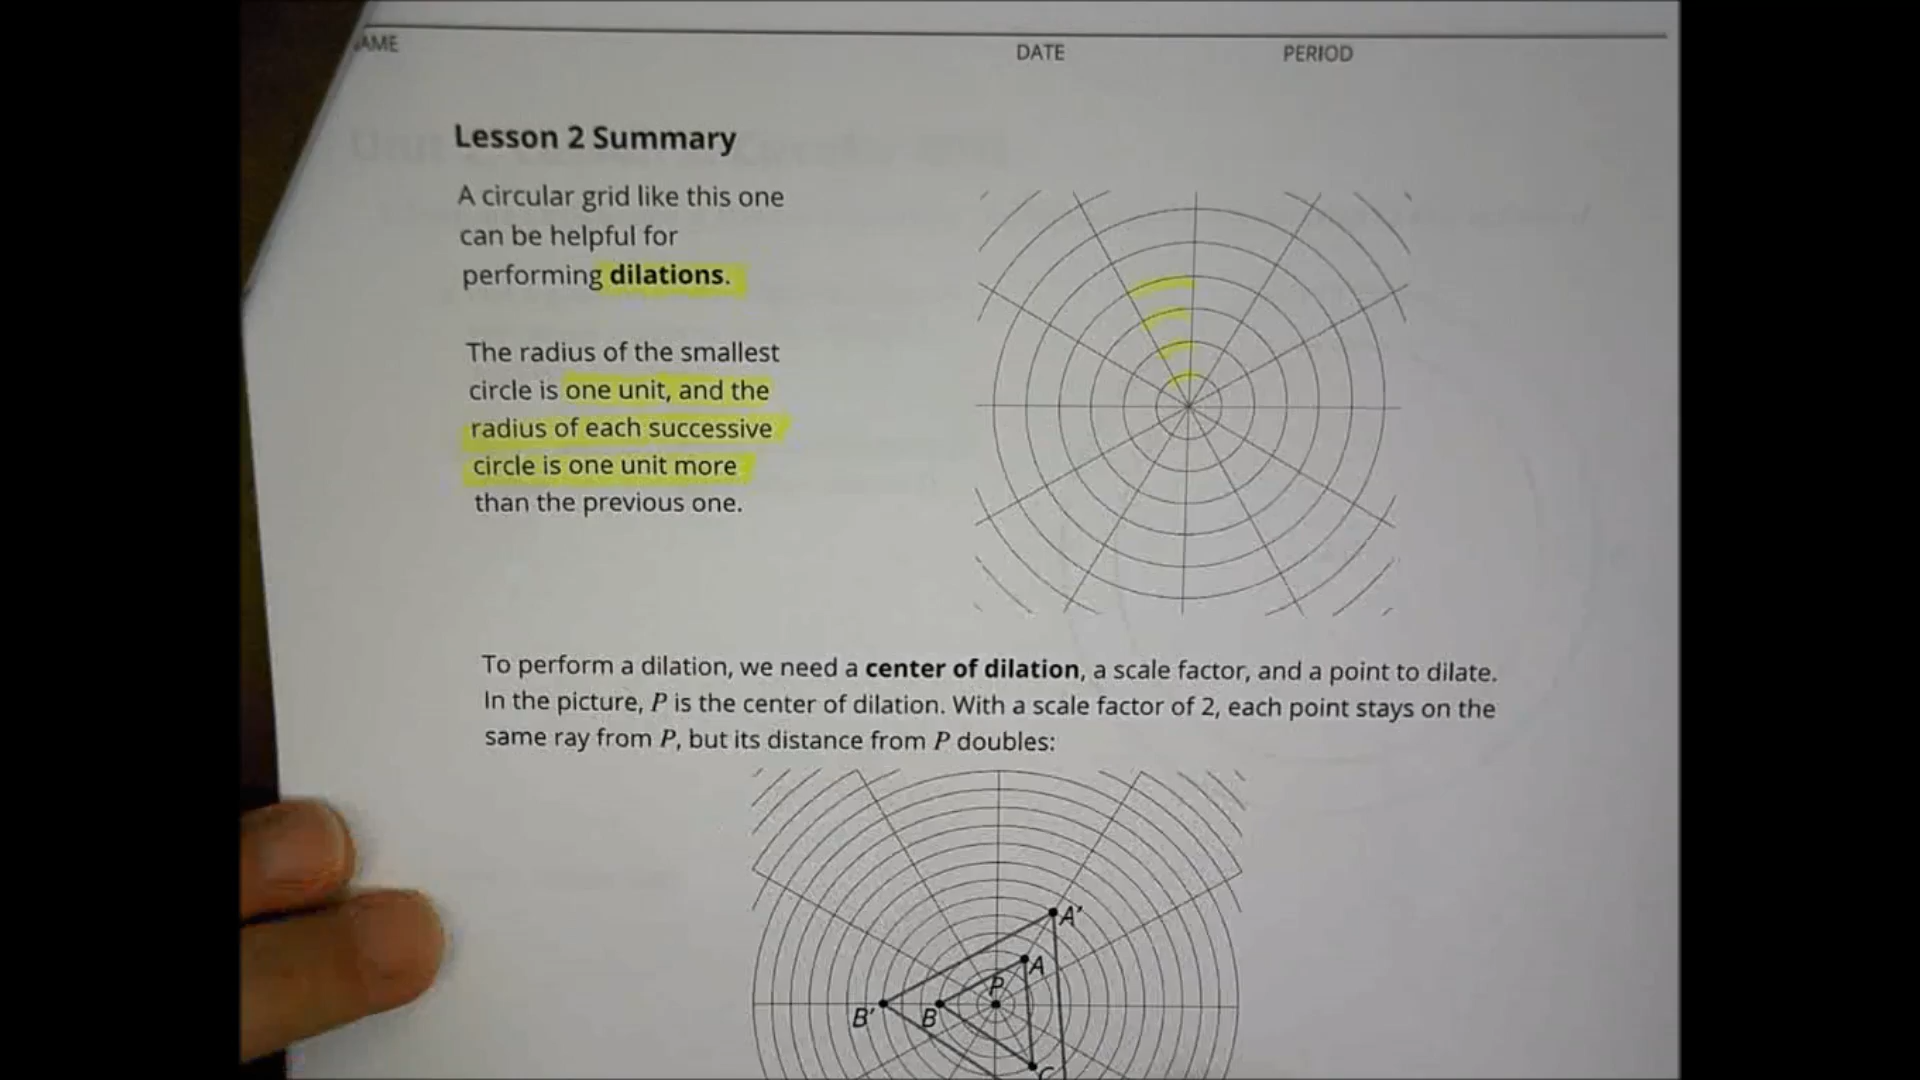 AME DATE PERIOD
Lesson 2 Summary
A circular grid like this one
can be helpful for
performing dilations.
The radius of the smallest
circle is one unit, and the
radius of each successive
circle is one unit more
than the previous one.
To perform a dilation, we need a center of dilation, a scale factor, and a point to dilate.
In the picture, P is the center of dilation. With a scale factor of 2, each point stays on the
same ray from P, but its distance from P doubles:
A'
A
P
B' B
C